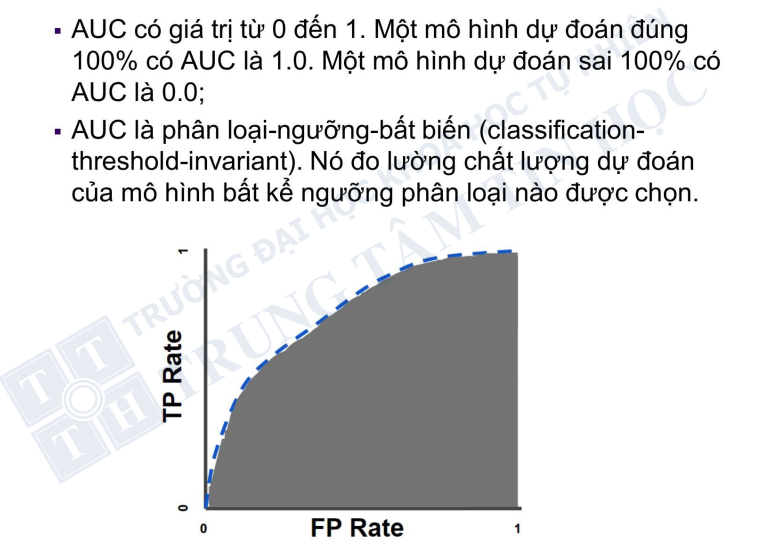 ▪ AUC có giá trị từ 0 đến 1. Một mô hình dự đoán đúng
100% có AUC là 1.0. Một mô hình dự đoán sai 100% có
AUC là 0.0;
▪ AUC là phân loại-ngưỡng-bất biến (classification-
threshold-invariant). Nó đo lường chất lượng dự đoán
của mô hình bất kể ngưỡng phân loại nào được chọn.
TRƯỜNG ĐẠI HỌC KHOA HỌC TỰ NHIÊN
TRUNG TÂM TIN HỌC
T T
T H
1
TP Rate
0
0
FP Rate
1